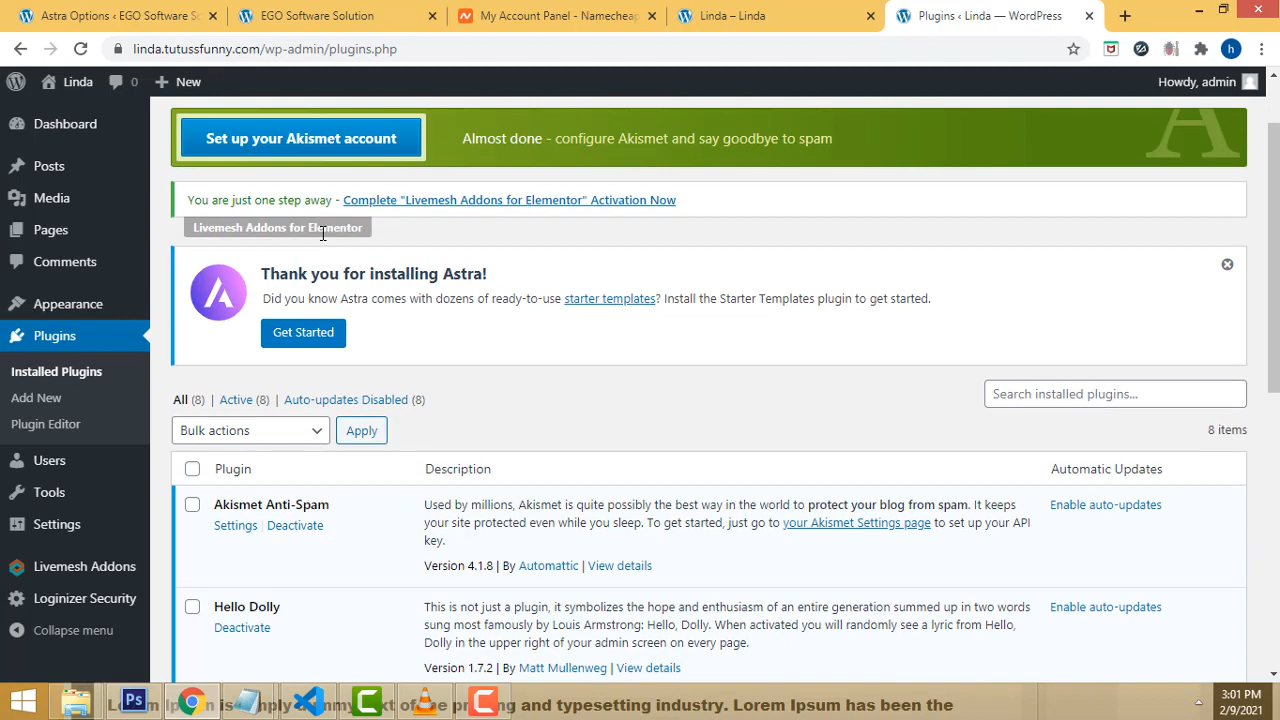 Astra Options ‹ EGO Software S
EGO Software Solution
My Account Panel - Namecheap
Linda – Linda
Plugins ‹ Linda — WordPress
linda.tutussfunny.com/wp-admin/plugins.php
h
Linda
0
New
Howdy, admin
Dashboard
Posts
Media
Pages
Comments
Appearance
Plugins
Installed Plugins
Add New
Plugin Editor
Users
Tools
Settings
Livemesh Addons
Loginizer Security
Collapse menu
Set up your Akismet account
Almost done - configure Akismet and say goodbye to spam
A
You are just one step away - Complete "Livemesh Addons for Elementor" Activation Now
Livemesh Addons for Elementor
Thank you for installing Astra!
Did you know Astra comes with dozens of ready-to-use starter templates? Install the Starter Templates plugin to get started.
Get Started
All (8) | Active (8) | Auto-updates Disabled (8)
Search installed plugins...
Bulk actions
Apply
8 items
Plugin
Description
Automatic Updates
Akismet Anti-Spam
Settings | Deactivate
Used by millions, Akismet is quite possibly the best way in the world to protect your blog from spam. It keeps
your site protected even while you sleep. To get started, just go to your Akismet Settings page to set up your API
key.
Version 4.1.8 | By Automattic | View details
Enable auto-updates
Hello Dolly
Deactivate
This is not just a plugin, it symbolizes the hope and enthusiasm of an entire generation summed up in two words
sung most famously by Louis Armstrong: Hello, Dolly. When activated you will randomly see a lyric from Hello,
Dolly in the upper right of your admin screen on every page.
Version 1.7.2 | By Matt Mullenweg | View details
Enable auto-updates
Ps
3:01 PM
2/9/2021
typesetting industry. Lorem Ipsum has been the